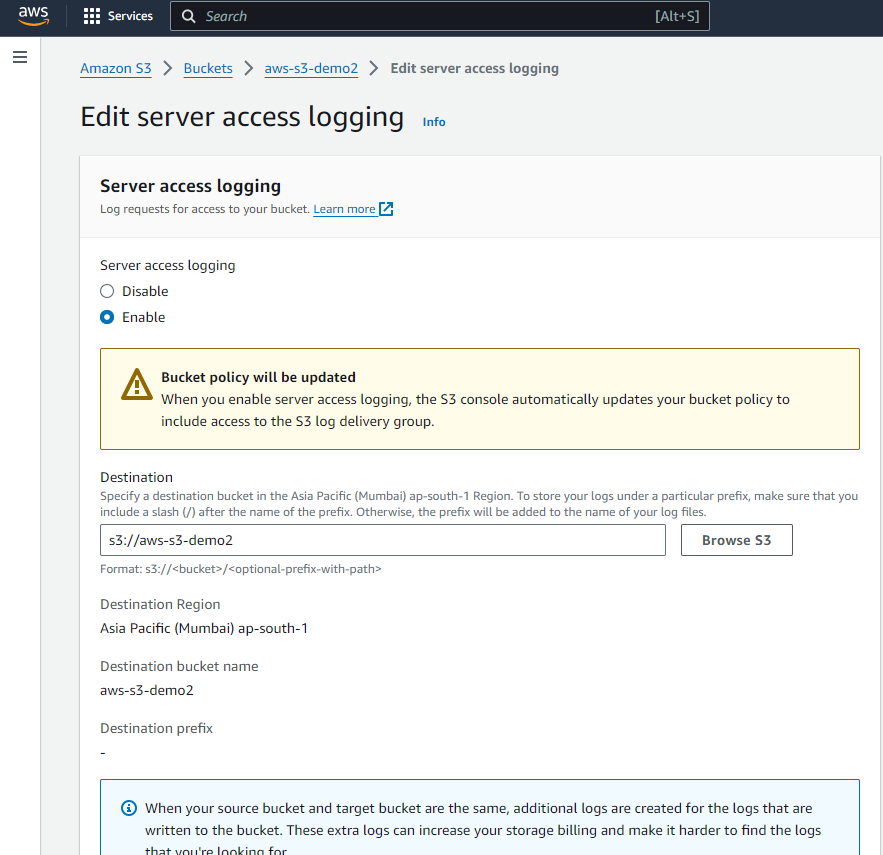 aws
Services
Search
[Alt+S]
Amazon S3 > Buckets > aws-s3-demo2 > Edit server access logging
Edit server access logging Info
Server access logging
Log requests for access to your bucket. Learn more
Server access logging
Disable
Enable
Bucket policy will be updated
When you enable server access logging, the S3 console automatically updates your bucket policy to
include access to the S3 log delivery group.
Destination
Specify a destination bucket in the Asia Pacific (Mumbai) ap-south-1 Region. To store your logs under a particular prefix, make sure that you
include a slash (/) after the name of the prefix. Otherwise, the prefix will be added to the name of your log files.
s3://aws-s3-demo2
Browse S3
Format: s3://<bucket>/<optional-prefix-with-path>
Destination Region
Asia Pacific (Mumbai) ap-south-1
Destination bucket name
aws-s3-demo2
Destination prefix
-
When your source bucket and target bucket are the same, additional logs are created for the logs that are
written to the bucket. These extra logs can increase your storage billing and make it harder to find the logs
that you're looking for.